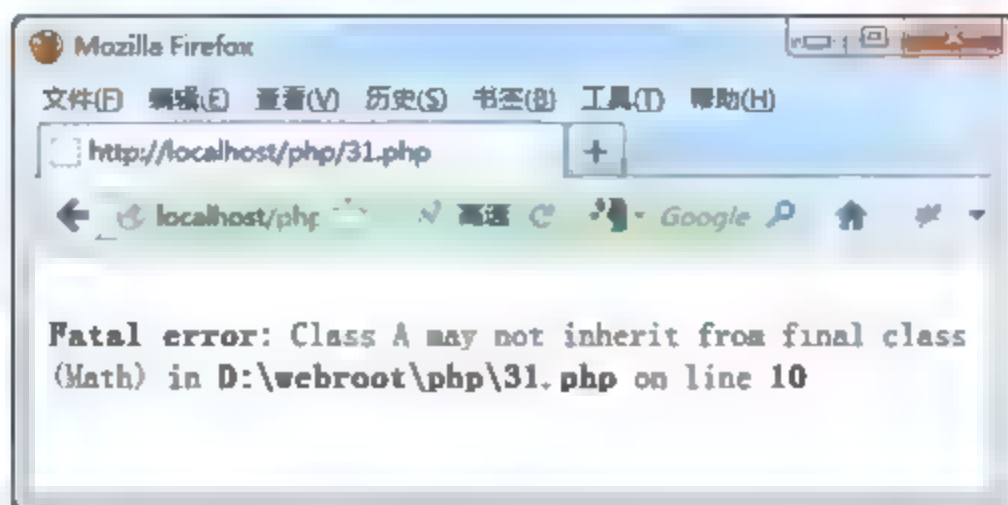 Mozilla Firefox
文件(F) 编辑(E) 查看(V) 历史(S) 书签(B) 工具(T) 帮助(H)
http://localhost/php/31.php +
localhost/php Google
Fatal error: Class A may not inherit from final class
(Math) in D:\webroot\php\31.php on line 10